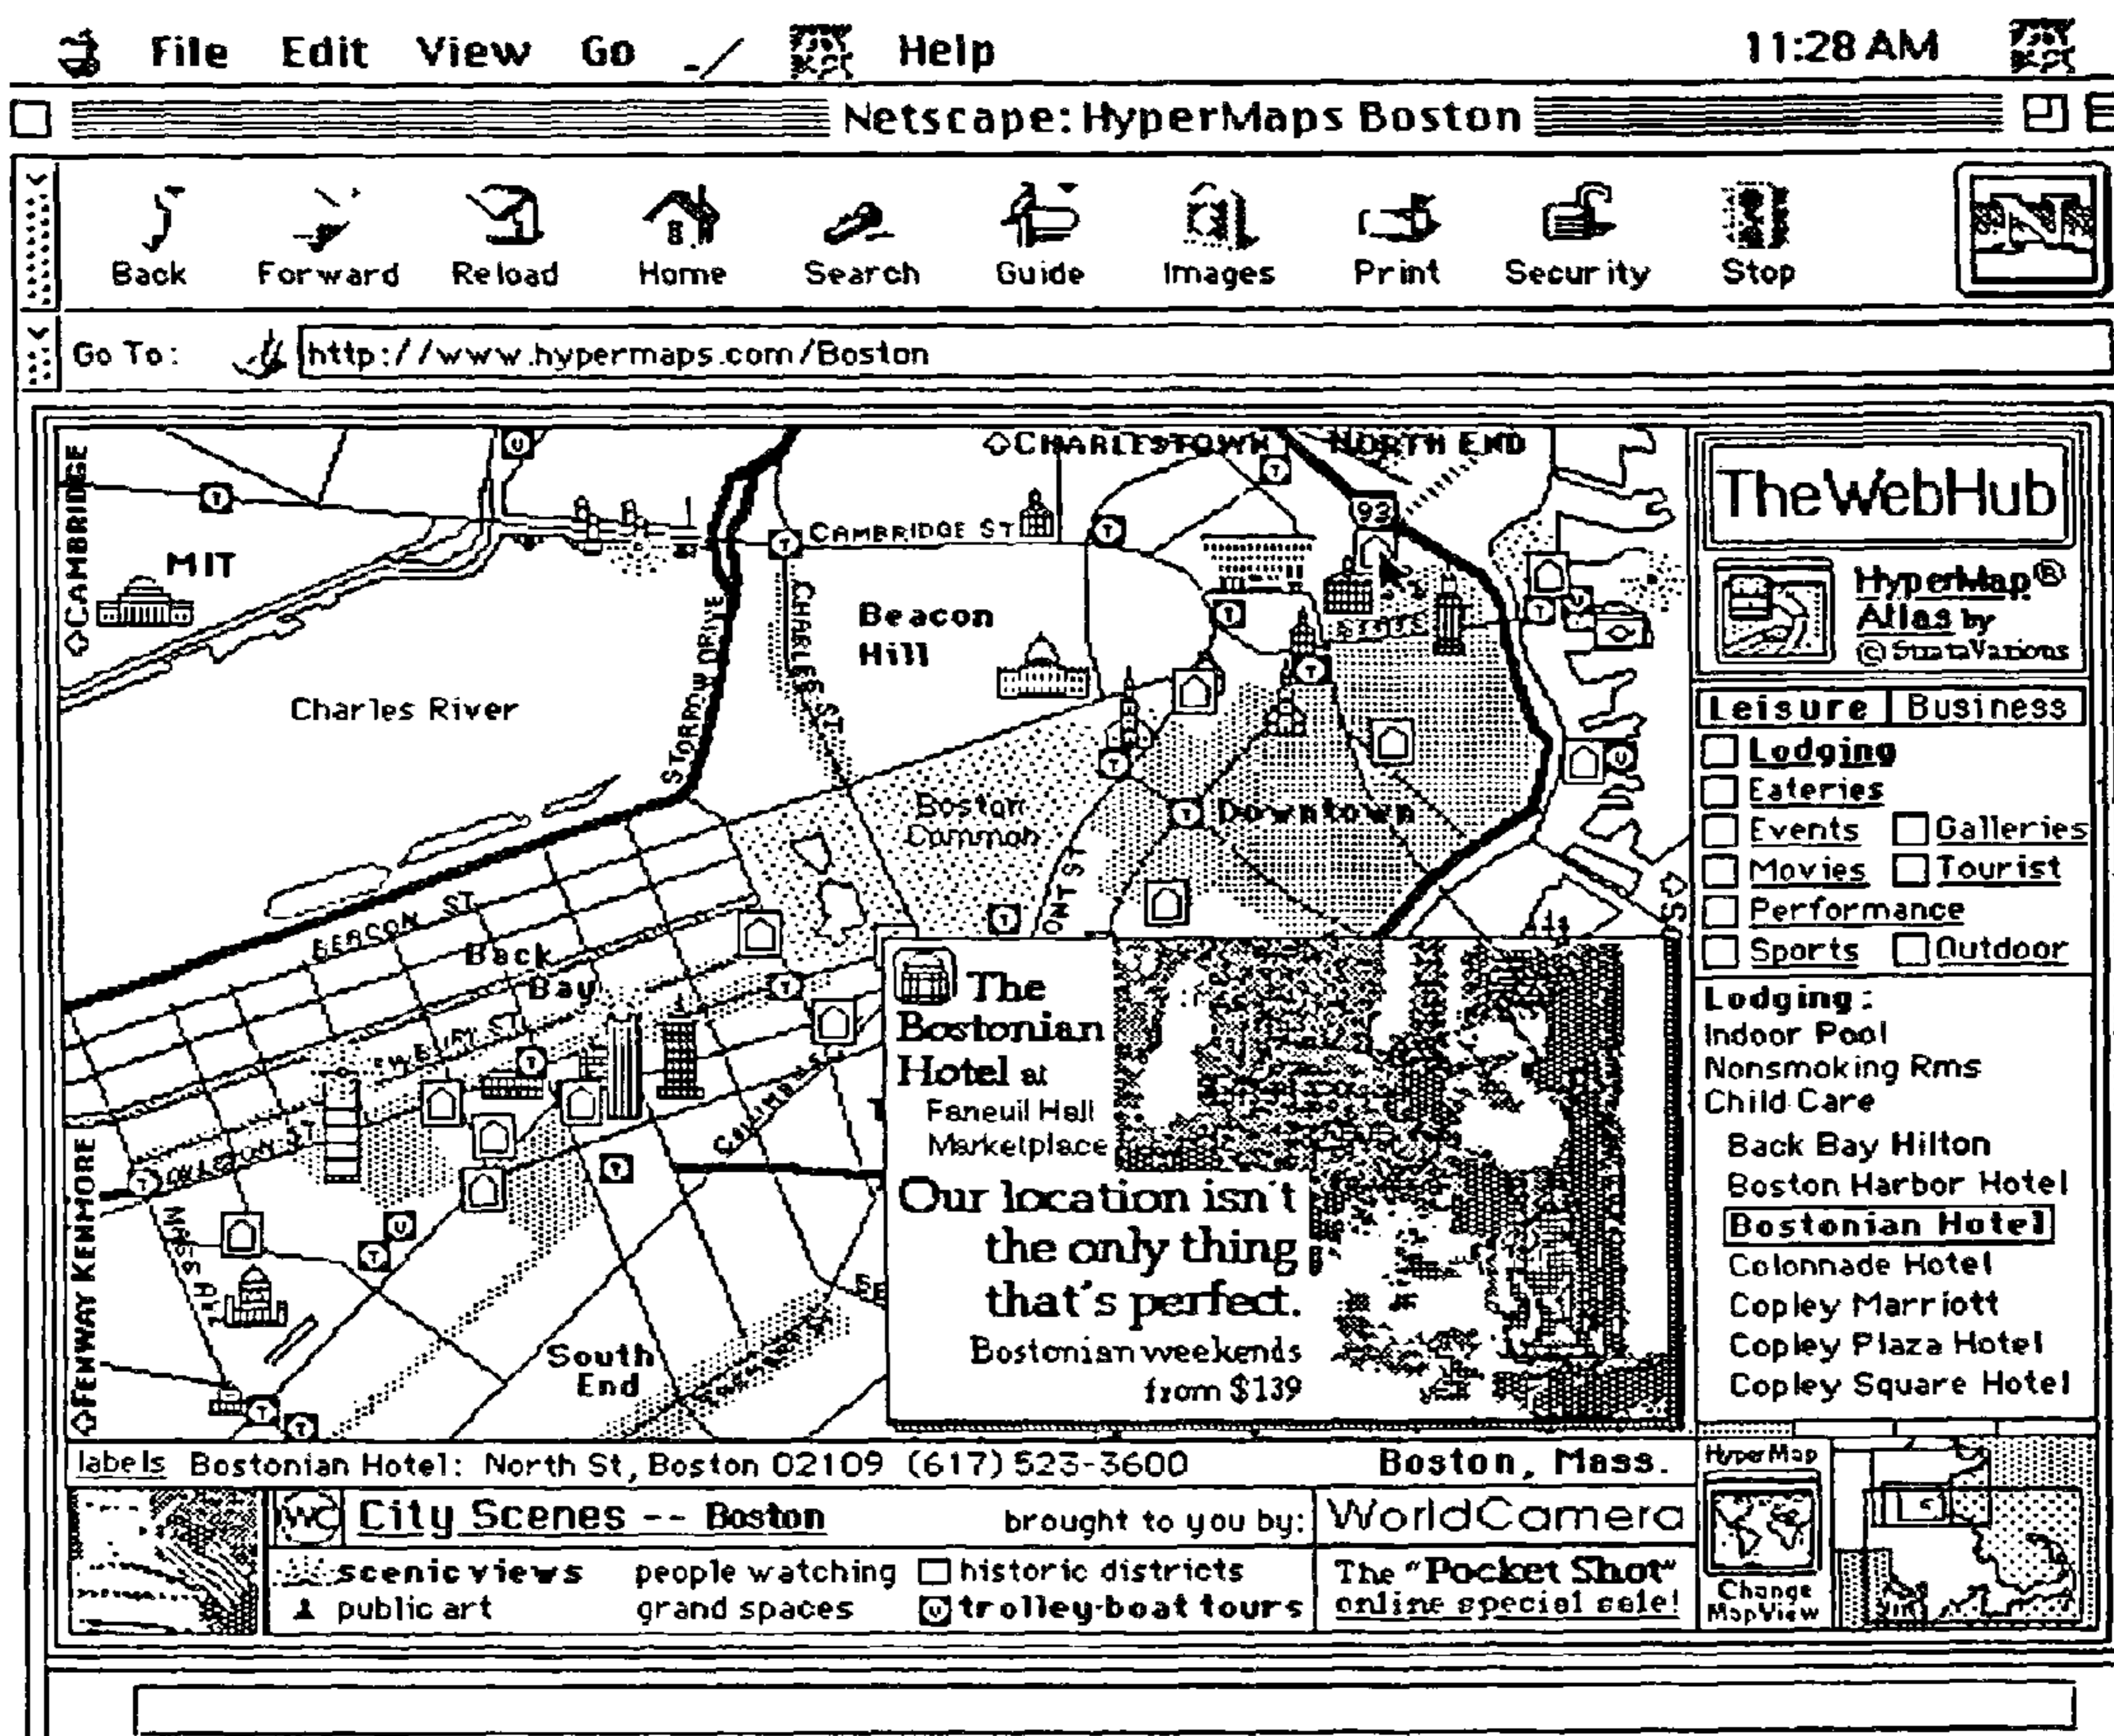 File Edit View Go Help 11:28 AM
Netscape: HyperMaps Boston
Back Forward Reload Home Search Guide Images Print Security Stop
N
Go To: http://www.hypermaps.com/Boston
CAMBRIDGE
MIT
Charles River
STORROW DRIVE
CHARLESTOWN
NORTH END
93
CAMBRIDGE ST
CHARLES ST
Beacon
Hill
Boston
Common
Downtown
BEACON ST
Back
Bay
COLUMBUS
MASS AV
FENWAY KENMORE
South
End
The
Bostonian
Hotel at
Faneuil Hall
Marketplace
Our location isn't
the only thing
that's perfect.
Bostonian weekends
from $139
TheWebHub
HyperMap®
Atlas by
© StrataVarious
Leisure Business
Lodging
Eateries
Events Galleries
Movies Tourist
Performance
Sports Outdoor
Lodging:
Indoor Pool
Nonsmoking Rms
Child Care
Back Bay Hilton
Boston Harbor Hotel
Bostonian Hotel
Colonnade Hotel
Copley Marriott
Copley Plaza Hotel
Copley Square Hotel
labels Bostonian Hotel: North St, Boston 02109 (617) 523-3600 Boston, Mass.
WC City Scenes -- Boston brought to you by: WorldCamera
scenic views people watching historic districts
public art grand spaces trolley-boat tours
The "Pocket Shot"
online special sale!
HyperMap
Change
MapView